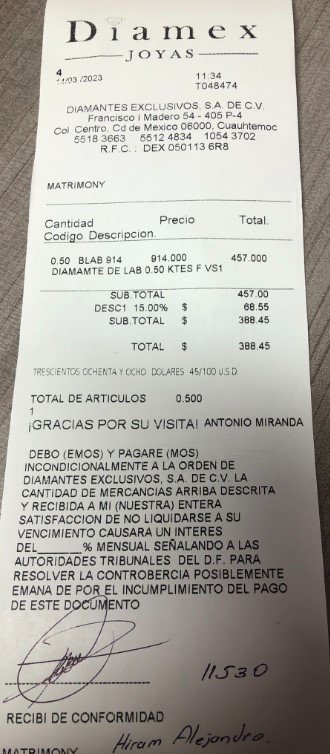 Diamex
JOYAS
4
11/03 /2023 11:34
T048474
DIAMANTES EXCLUSIVOS, S.A. DE C.V.
Francisco I Madero 54 - 405 P-4
Col. Centro. Cd de Mexico 06000, Cuauhtemoc
5518 3663 5512 4834 1054 3702
R.F.C. : DEX 050113 6R8
MATRIMONY
Cantidad Precio Total.
Codigo Descripcion.
0.50 BLAB 914 914.000 457.000
DIAMAMTE DE LAB 0.50 KTES F VS1
SUB.TOTAL 457.00
DESC1 15.00% $ 68.55
SUB.TOTAL $ 388.45
TOTAL $ 388.45
TRESCIENTOS OCHENTA Y OCHO DOLARES 45/100 U.S.D
TOTAL DE ARTICULOS 0.500
1
¡GRACIAS POR SU VISITA! ANTONIO MIRANDA
DEBO (EMOS) Y PAGARE (MOS)
INCONDICIONALMENTE A LA ORDEN DE
DIAMANTES EXCLUSIVOS, S.A. DE C.V. LA
CANTIDAD DE MERCANCIAS ARRIBA DESCRITA
Y RECIBIDA A MI (NUESTRA) ENTERA
SATISFACCION DE NO LIQUIDARSE A SU
VENCIMIENTO CAUSARA UN INTERES
DEL______% MENSUAL SEÑALANDO A LAS
AUTORIDADES TRIBUNALES DEL D.F. PARA
RESOLVER LA CONTROBERCIA POSIBLEMENTE
EMANA DE POR EL INCUMPLIMIENTO DEL PAGO
DE ESTE DOCUMENTO
11530
RECIBI DE CONFORMIDAD
Hiram Alejandro.
MATRIMONY